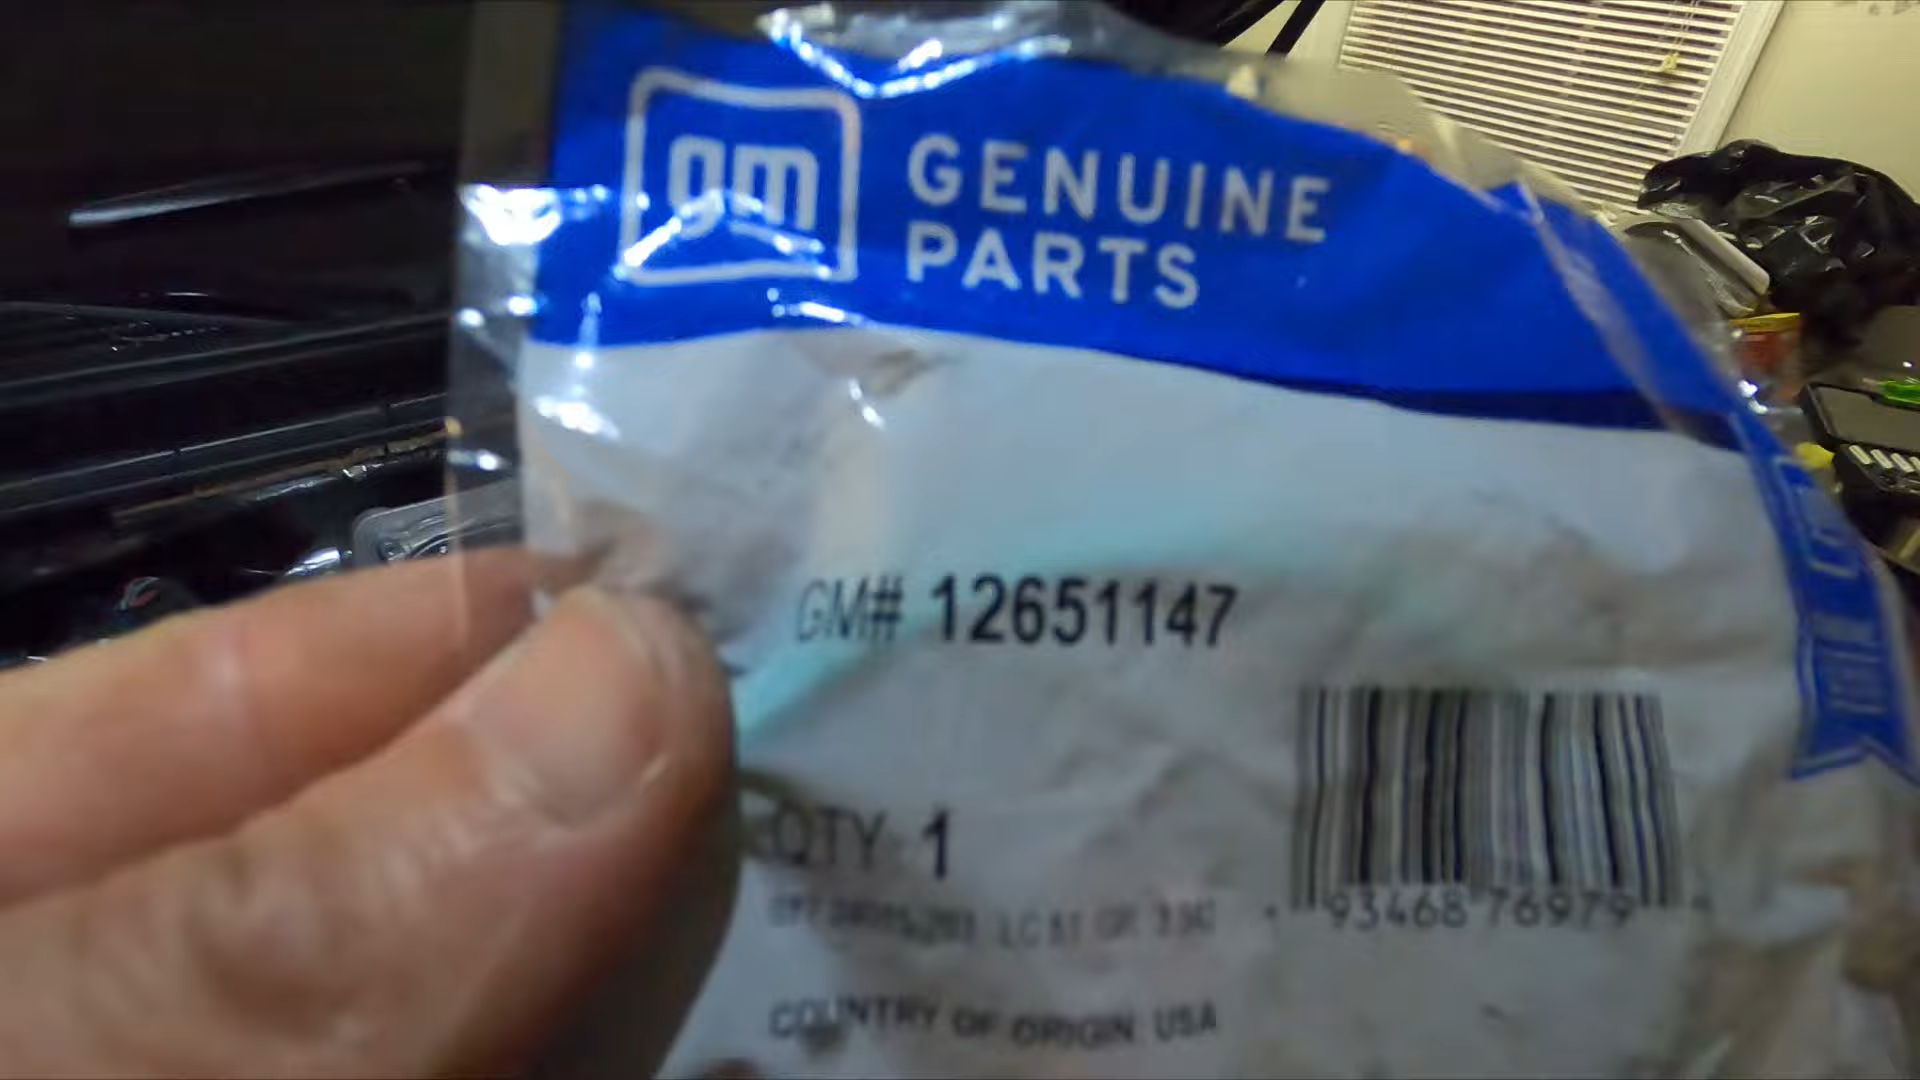 gm
GENUINE
PARTS
GM# 12651147
QTY 1
93468 76979
COUNTRY OF ORIGIN USA